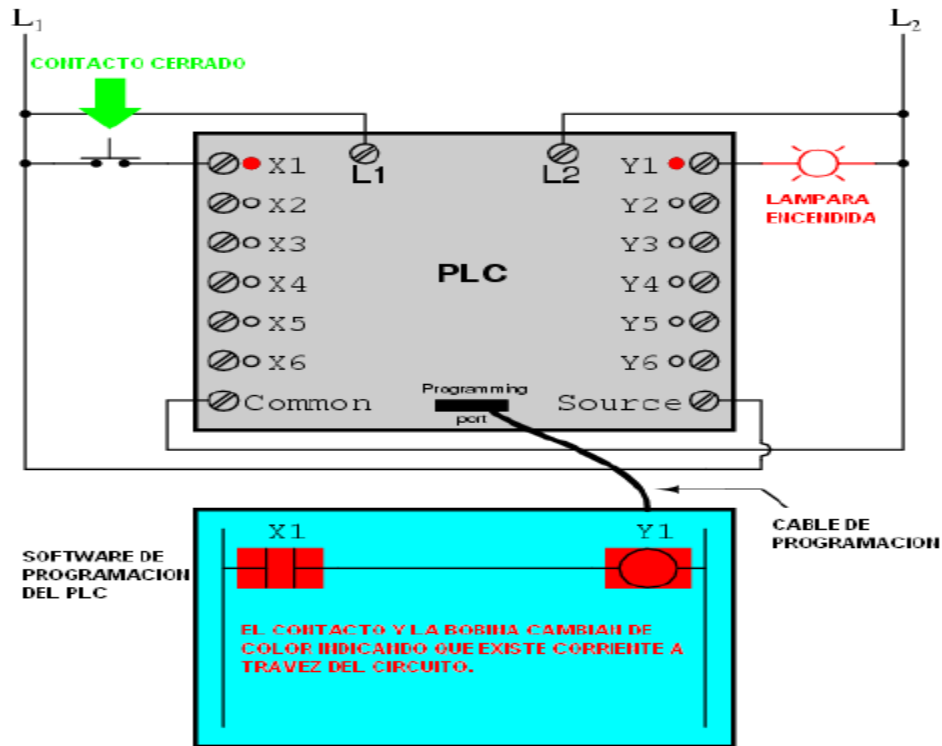 L1
L2
CONTACTO CERRADO
L1
L2
X1
X2
X3
X4
X5
X6
Common
PLC
Programming
port
Y1
Y2
Y3
Y4
Y5
Y6
Source
LAMPARA
ENCENDIDA
CABLE DE
PROGRAMACION
SOFTWARE DE
PROGRAMACION
DEL PLC
X1
Y1
EL CONTACTO Y LA BOBINA CAMBIAN DE
COLOR INDICANDO QUE EXISTE CORRIENTE A
TRAVEZ DEL CIRCUITO.